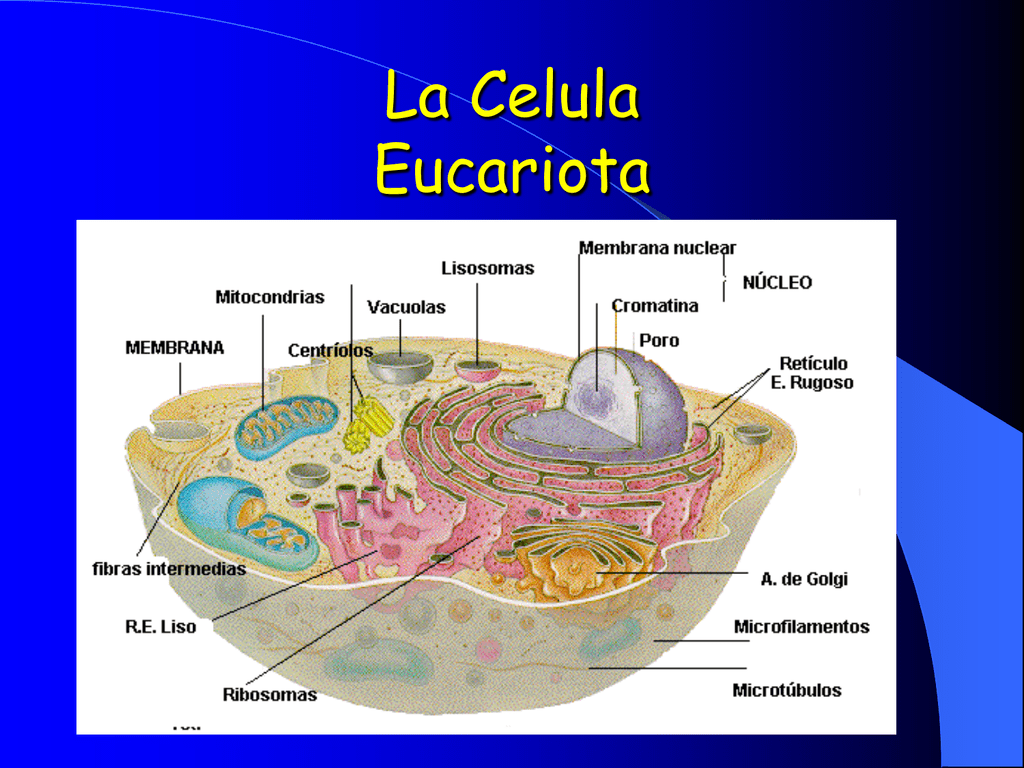 La Celula
Eucariota
Membrana nuclear
Lisosomas
NÚCLEO
Mitocondrias
Cromatina
Vacuolas
Poro
MEMBRANA
Centríolos
Retículo
E. Rugoso
fibras intermedias
A. de Golgi
R.E. Liso
Microfilamentos
Ribosomas
Microtúbulos